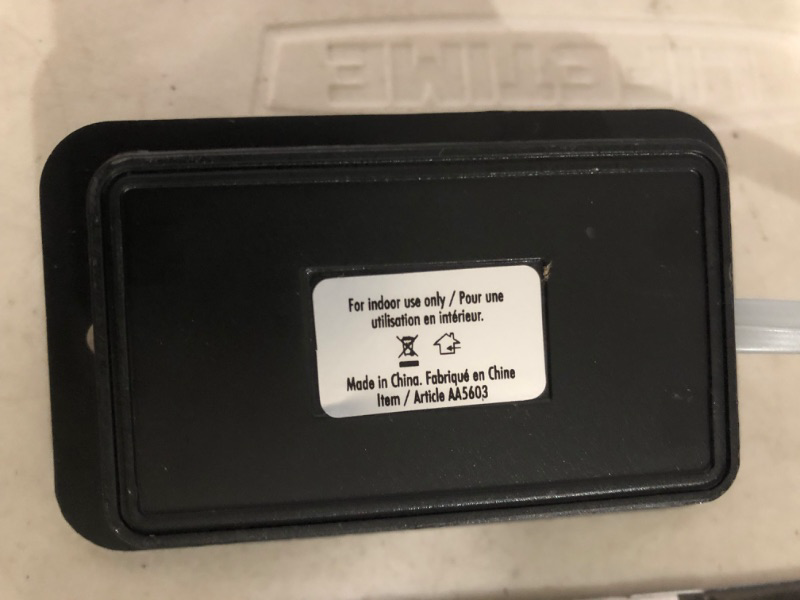 For indoor use only / Pour une
utilisation en intérieur.
Made in China. Fabriqué en Chine
Item / Article AA5603